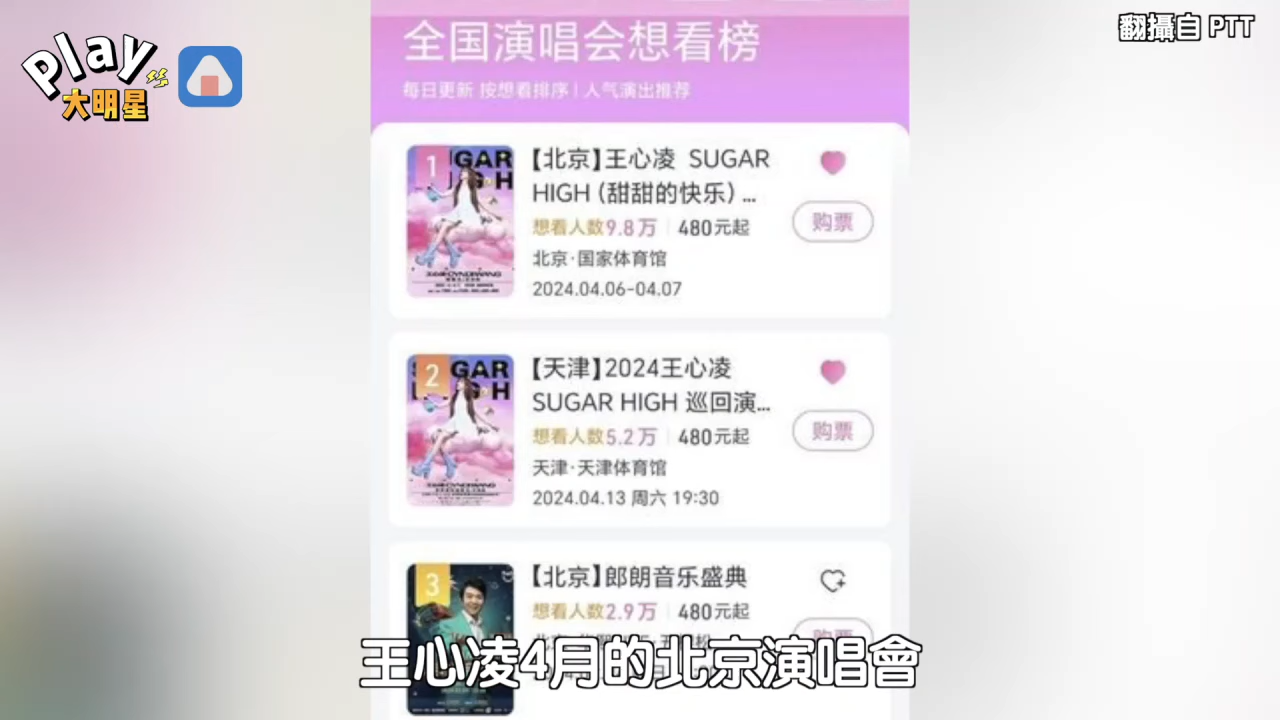 Play
大明星
翻攝自 PTT
全国演唱会想看榜
每日更新 按想看排序 | 人气演出推荐
1
SUGAR
【北京】王心凌 SUGAR
HIGH（甜甜的快乐）...
想看人数9.8万 | 480元起
购票
北京·国家体育馆
2024.04.06-04.07
2
SUGAR
【天津】2024王心凌
SUGAR HIGH 巡回演...
想看人数5.2万 | 480元起
购票
天津·天津体育馆
2024.04.13 周六 19:30
3
【北京】郎朗音乐盛典
想看人数2.9万 | 480元起
购票
王心凌4月的北京演唱會